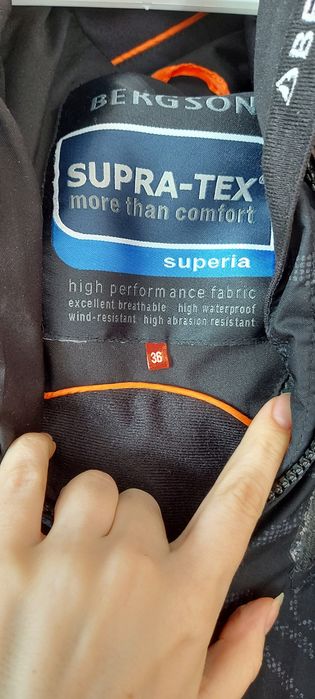 BERGSON
SUPRA-TEX®
more than comfort
superia
high performance fabric
excellent breathable high waterproof
wind-resistant high abrasion resistant
36